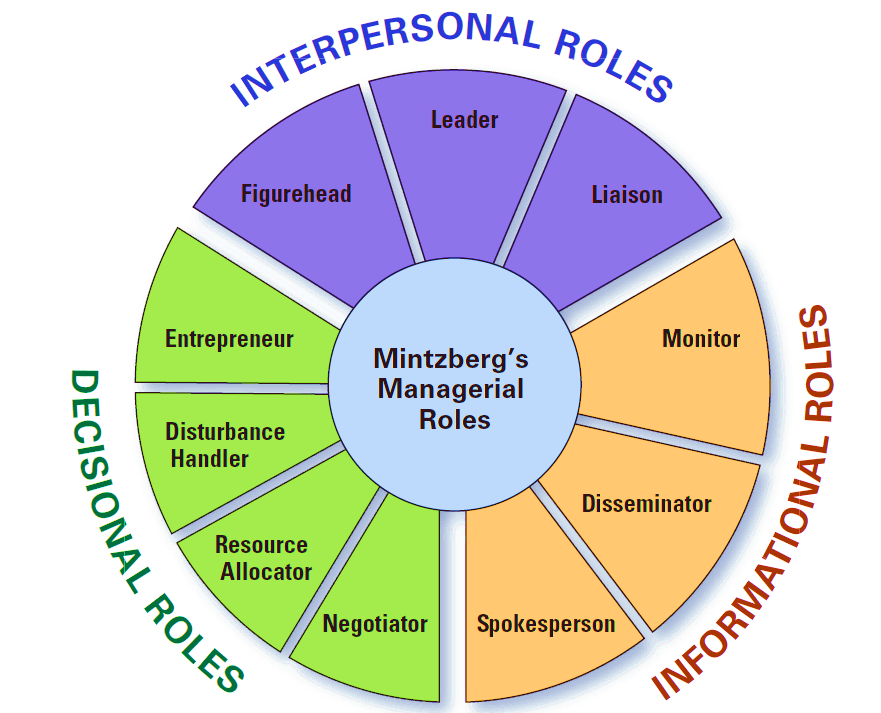 INTERPERSONAL ROLES
Leader
Figurehead
Liaison
Entrepreneur
Disturbance
Handler
Resource
Allocator
Negotiator
DECISIONAL ROLES
Mintzberg's
Managerial
Roles
Monitor
Disseminator
Spokesperson
INFORMATIONAL ROLES